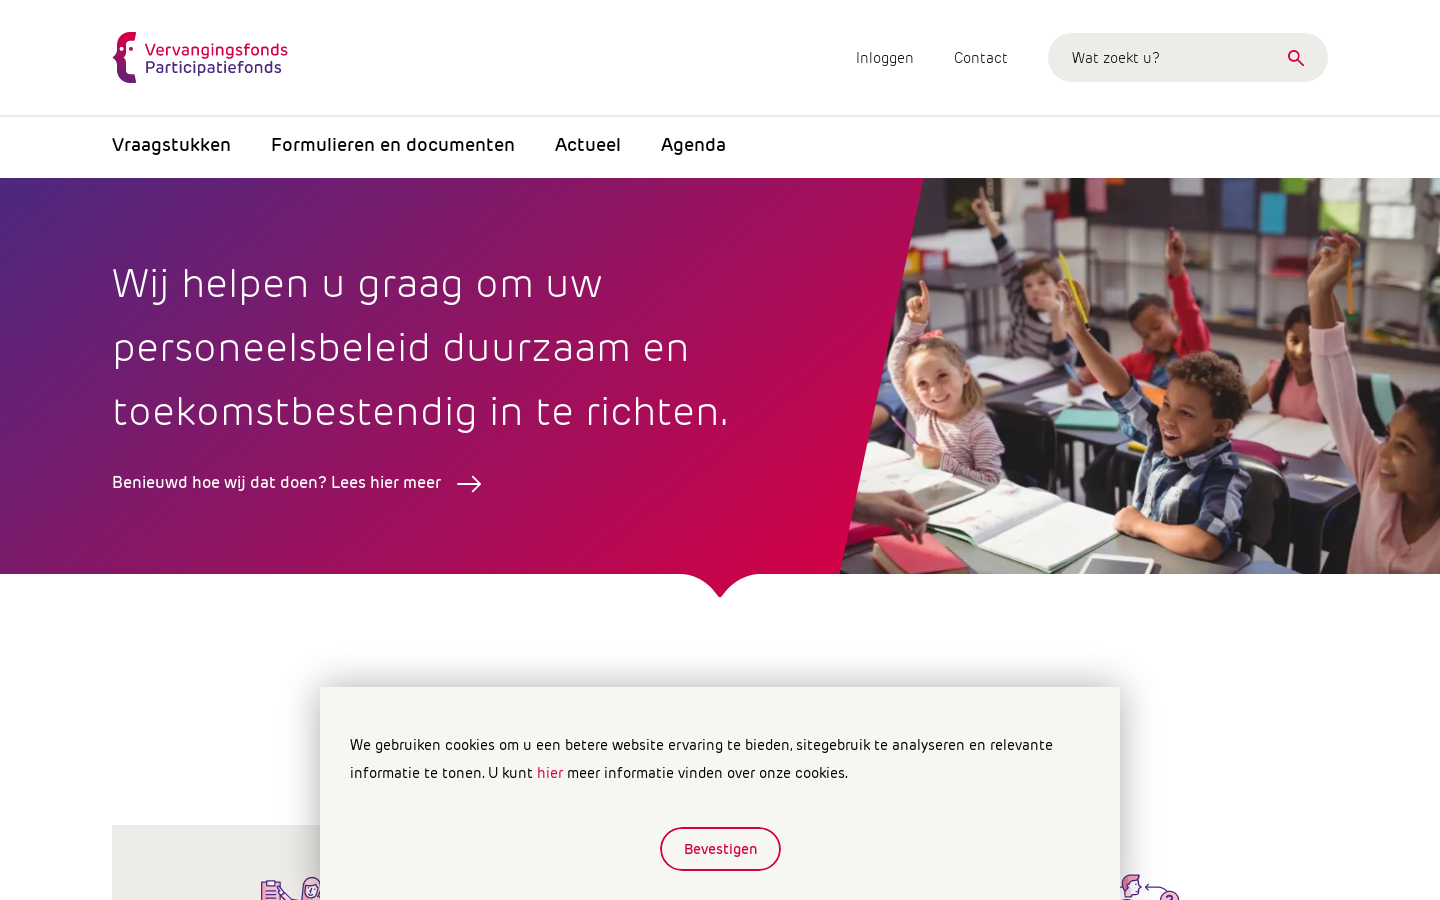 Vervangingsfonds
Participatiefonds
Inloggen
Contact
Wat zoekt u?
Vraagstukken
Formulieren en documenten
Actueel
Agenda
Wij helpen u graag om uw
personeelsbeleid duurzaam en
toekomstbestendig in te richten.
Benieuwd hoe wij dat doen? Lees hier meer
We gebruiken cookies om u een betere website ervaring te bieden, sitegebruik te analyseren en relevante
informatie te tonen. U kunt hier meer informatie vinden over onze cookies.
Bevestigen